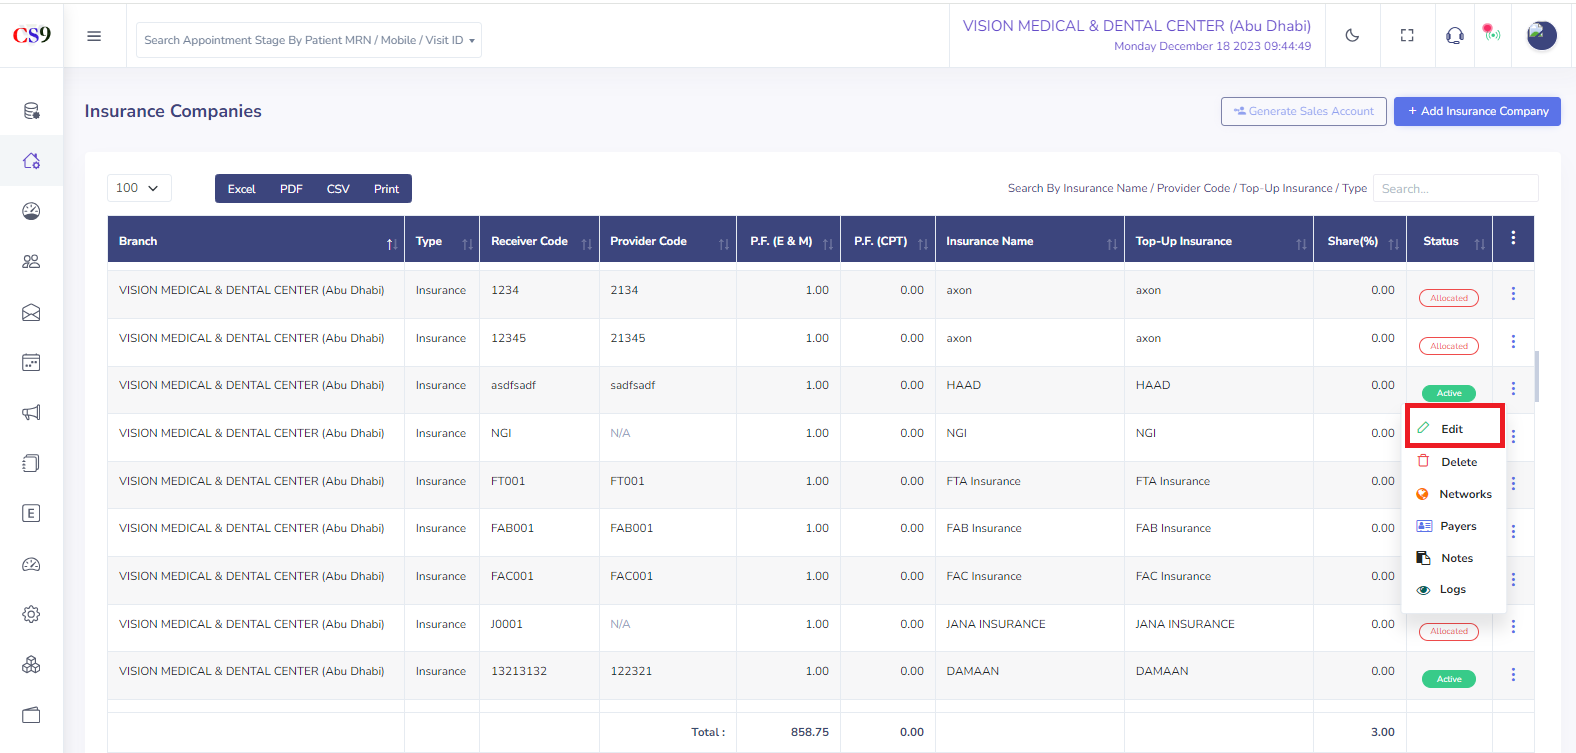 CS9
Search Appointment Stage By Patient MRN / Mobile / Visit ID
VISION MEDICAL & DENTAL CENTER (Abu Dhabi)
Monday December 18 2023 09:44:49
Insurance Companies
Generate Sales Account
+ Add Insurance Company
100
Excel PDF CSV Print
Search By Insurance Name / Provider Code / Top-Up Insurance / Type
Search...
Branch Type Receiver Code Provider Code P.F. (E & M) P.F. (CPT) Insurance Name Top-Up Insurance Share(%) Status
VISION MEDICAL & DENTAL CENTER (Abu Dhabi) Insurance 1234 2134 1.00 0.00 axon axon 0.00 Allocated
VISION MEDICAL & DENTAL CENTER (Abu Dhabi) Insurance 12345 21345 1.00 0.00 axon axon 0.00 Allocated
VISION MEDICAL & DENTAL CENTER (Abu Dhabi) Insurance asdfsadf sadfsadf 1.00 0.00 HAAD HAAD 0.00 Active
VISION MEDICAL & DENTAL CENTER (Abu Dhabi) Insurance NGI N/A 1.00 0.00 NGI NGI 0.00
VISION MEDICAL & DENTAL CENTER (Abu Dhabi) Insurance FT001 FT001 1.00 0.00 FTA Insurance FTA Insurance 0.00
VISION MEDICAL & DENTAL CENTER (Abu Dhabi) Insurance FAB001 FAB001 1.00 0.00 FAB Insurance FAB Insurance 0.00
VISION MEDICAL & DENTAL CENTER (Abu Dhabi) Insurance FAC001 FAC001 1.00 0.00 FAC Insurance FAC Insurance 0.00
VISION MEDICAL & DENTAL CENTER (Abu Dhabi) Insurance J0001 N/A 1.00 0.00 JANA INSURANCE JANA INSURANCE 0.00 Allocated
VISION MEDICAL & DENTAL CENTER (Abu Dhabi) Insurance 13213132 122321 1.00 0.00 DAMAAN DAMAAN 0.00 Active
Total : 858.75 0.00 3.00
Edit
Delete
Networks
Payers
Notes
Logs
E